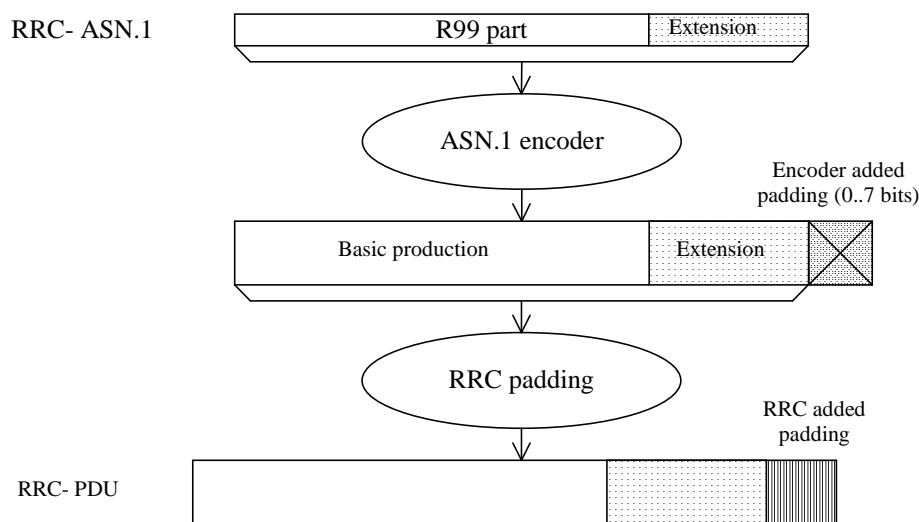 RRC- ASN.1
R99 part
Extension
ASN.1 encoder
Encoder added
padding (0..7 bits)
Basic production
Extension
RRC padding
RRC added
padding
RRC- PDU